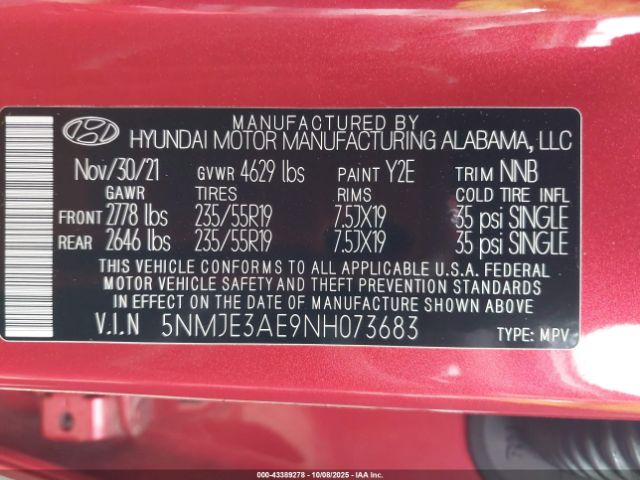 MANUFACTURED BY
HYUNDAI MOTOR MANUFACTURING ALABAMA, LLC
Nov/30/21 GVWR 4629 lbs PAINT Y2E TRIM NNB
GAWR TIRES RIMS COLD TIRE INFL
FRONT 2778 lbs 235/55R19 7.5JX19 35 psi SINGLE
REAR 2646 lbs 235/55R19 7.5JX19 35 psi SINGLE
THIS VEHICLE CONFORMS TO ALL APPLICABLE U.S.A. FEDERAL
MOTOR VEHICLE SAFETY AND THEFT PREVENTION STANDARDS
IN EFFECT ON THE DATE OF MANUFACTURE SHOWN ABOVE.
V.I.N 5NMJE3AE9NH073683 TYPE: MPV
000-43389278 - 10/08/2025 - IAA, INC.